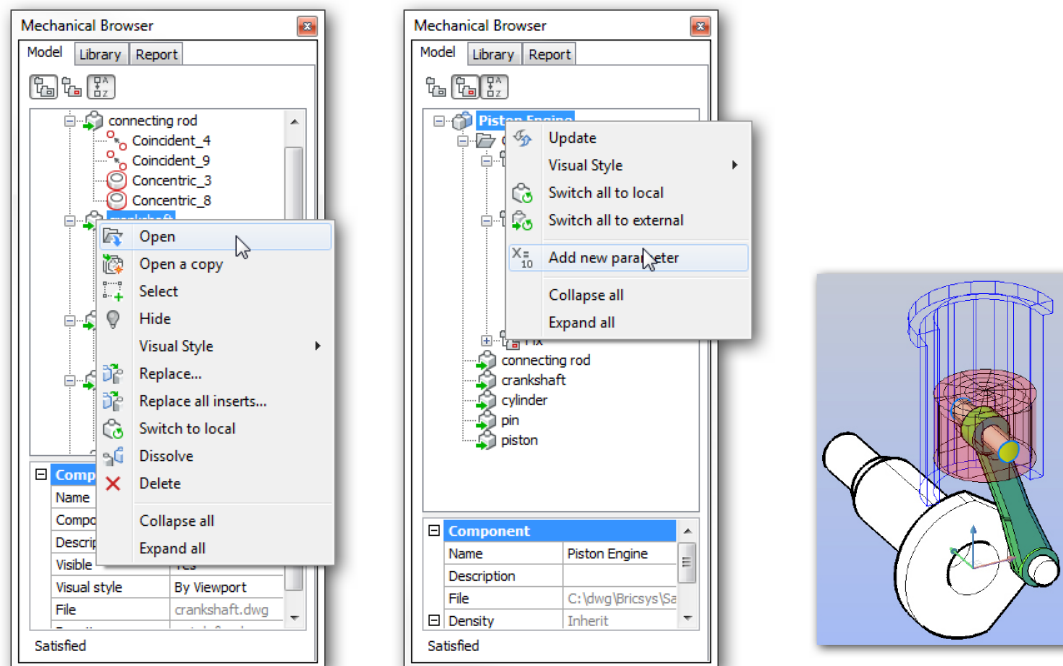 Mechanical Browser
Model Library Report
connecting rod
Coincident_4
Coincident_9
Concentric_3
Concentric_8
crankshaft
Open
Open a copy
Select
Hide
Visual Style
Replace...
Replace all inserts...
Switch to local
Dissolve
Delete
Collapse all
Expand all
Comp
Name
Compo
Descrip
Visible
Visual style By Viewport
File crankshaft.dwg
Satisfied
Mechanical Browser
Model Library Report
Piston Engine
Update
Visual Style
Switch all to local
Switch all to external
Add new parameter
Collapse all
Expand all
Fix
connecting rod
crankshaft
cylinder
pin
piston
Component
Name Piston Engine
Description
File C:\dwg\Bricsys\Sa
Density Inherit
Satisfied